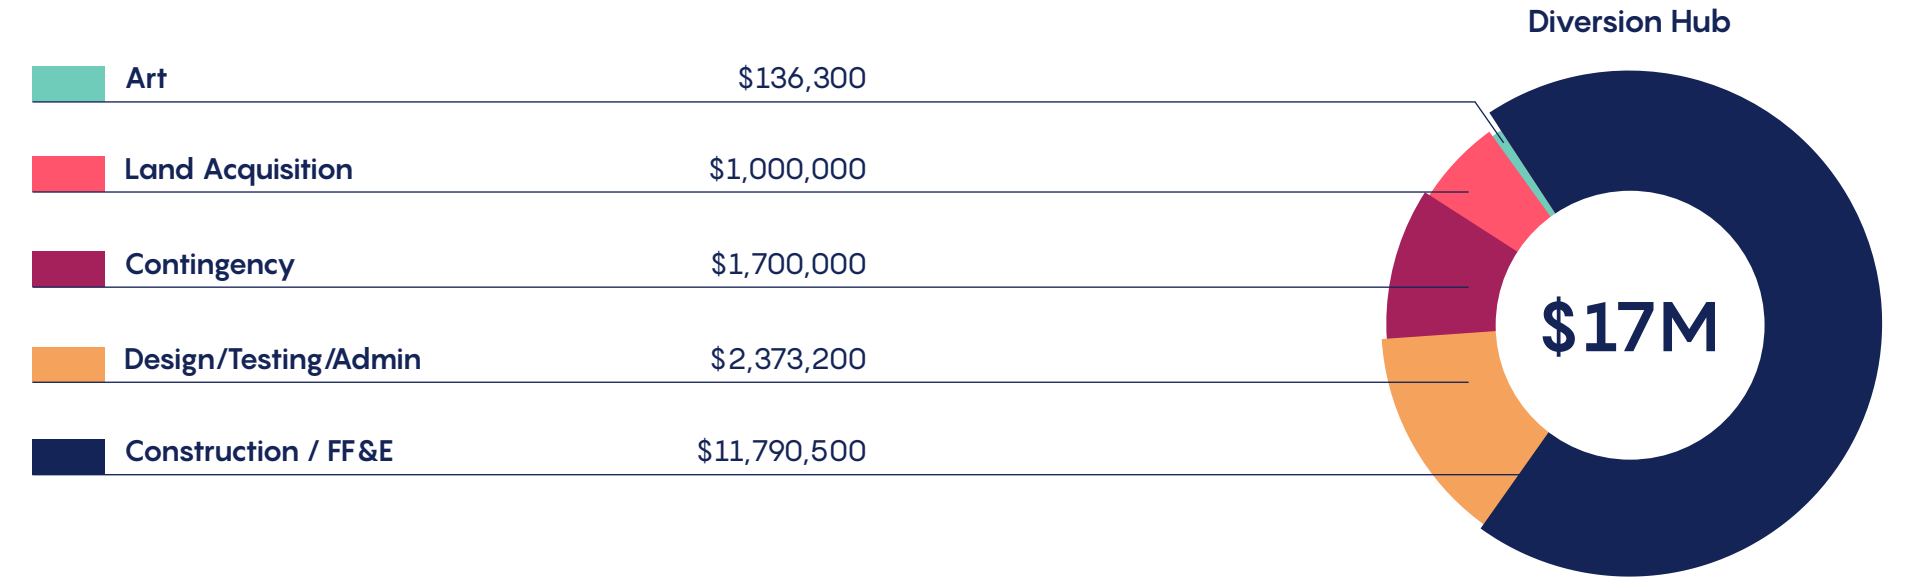 Diversion Hub
Art $136,300
Land Acquisition $1,000,000
Contingency $1,700,000
Design/Testing/Admin $2,373,200
Construction / FF&E $11,790,500
$17M